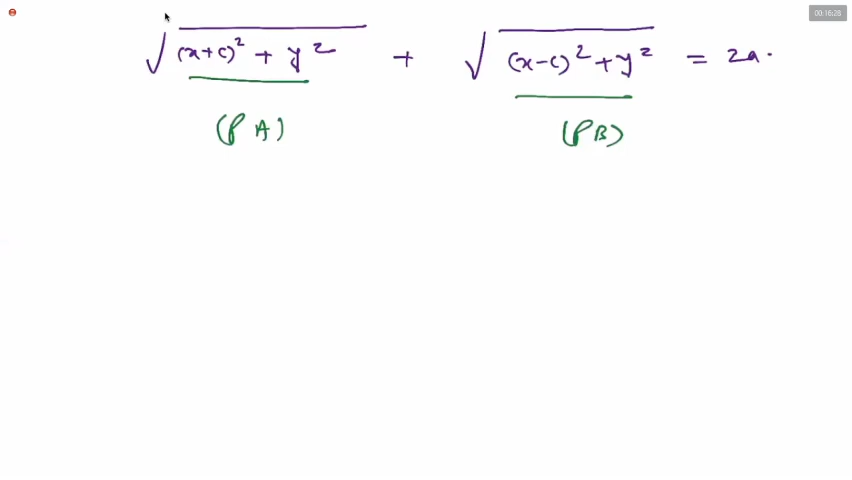 00:16:28
√((x+c)² + y²) + √((x-c)² + y²) = 2a.
(PA) (PB)